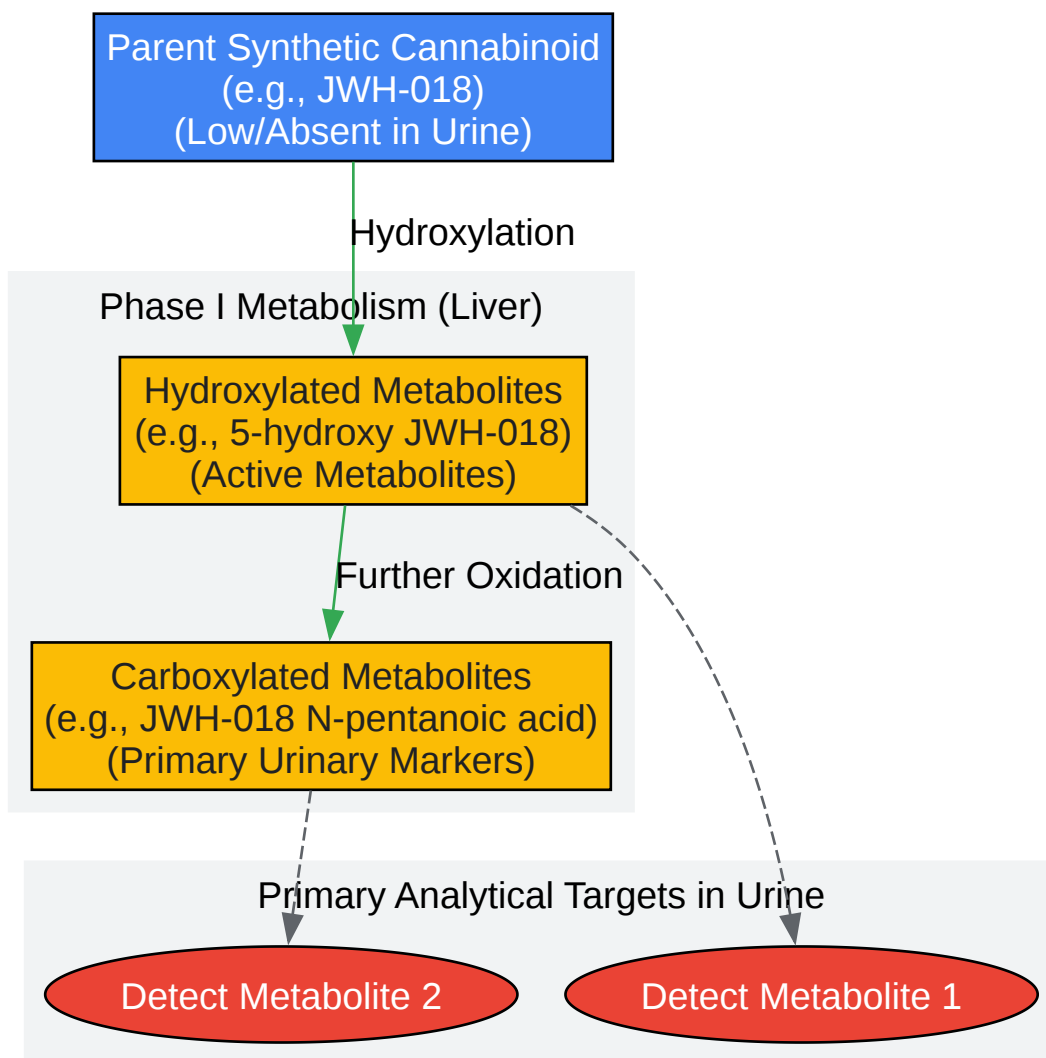 Parent Synthetic Cannabinoid
(e.g., JWH-018)
(Low/Absent in Urine)
Hydroxylation
Phase I Metabolism (Liver)
Hydroxylated Metabolites
(e.g., 5-hydroxy JWH-018)
(Active Metabolites)
Further Oxidation
Carboxylated Metabolites
(e.g., JWH-018 N-pentanoic acid)
(Primary Urinary Markers)
Primary Analytical Targets in Urine
Detect Metabolite 2
Detect Metabolite 1